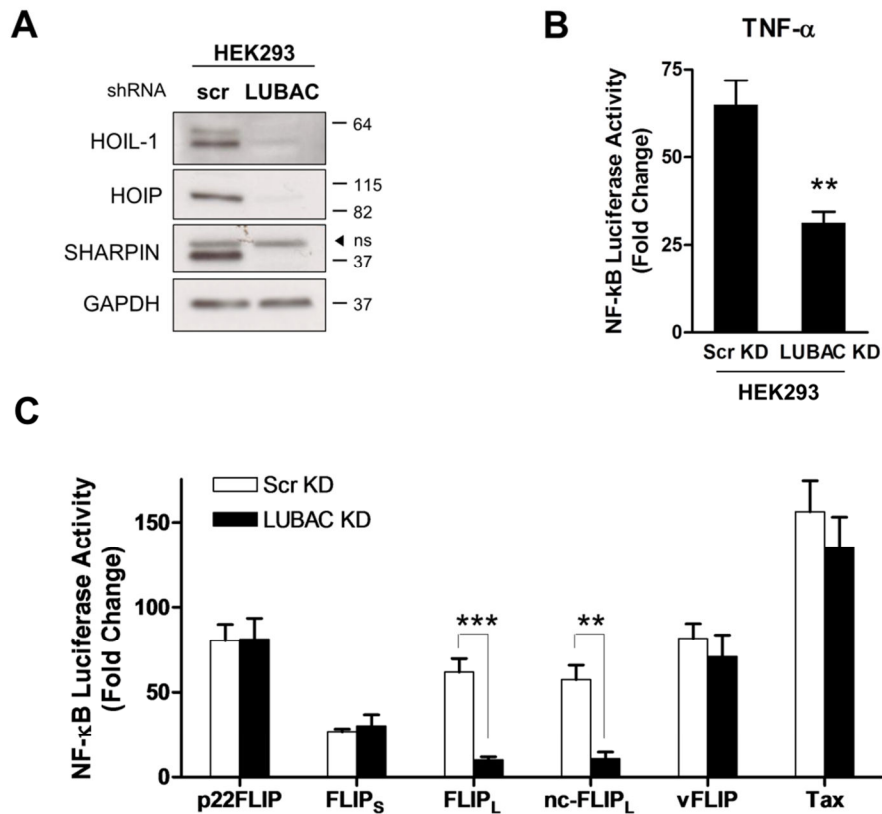 A
HEK293
shRNA scr LUBAC
HOIL-1
64
HOIP
115
82
SHARPIN
ns
37
GAPDH
37
B
TNF-α
NF-kB Luciferase Activity
(Fold Change)
75
50
25
0
**
Scr KD LUBAC KD
HEK293
C
NF-κB Luciferase Activity
(Fold Change)
150
100
50
0
Scr KD
LUBAC KD
***
**
p22FLIP FLIPS FLIPL nc-FLIPL vFLIP Tax